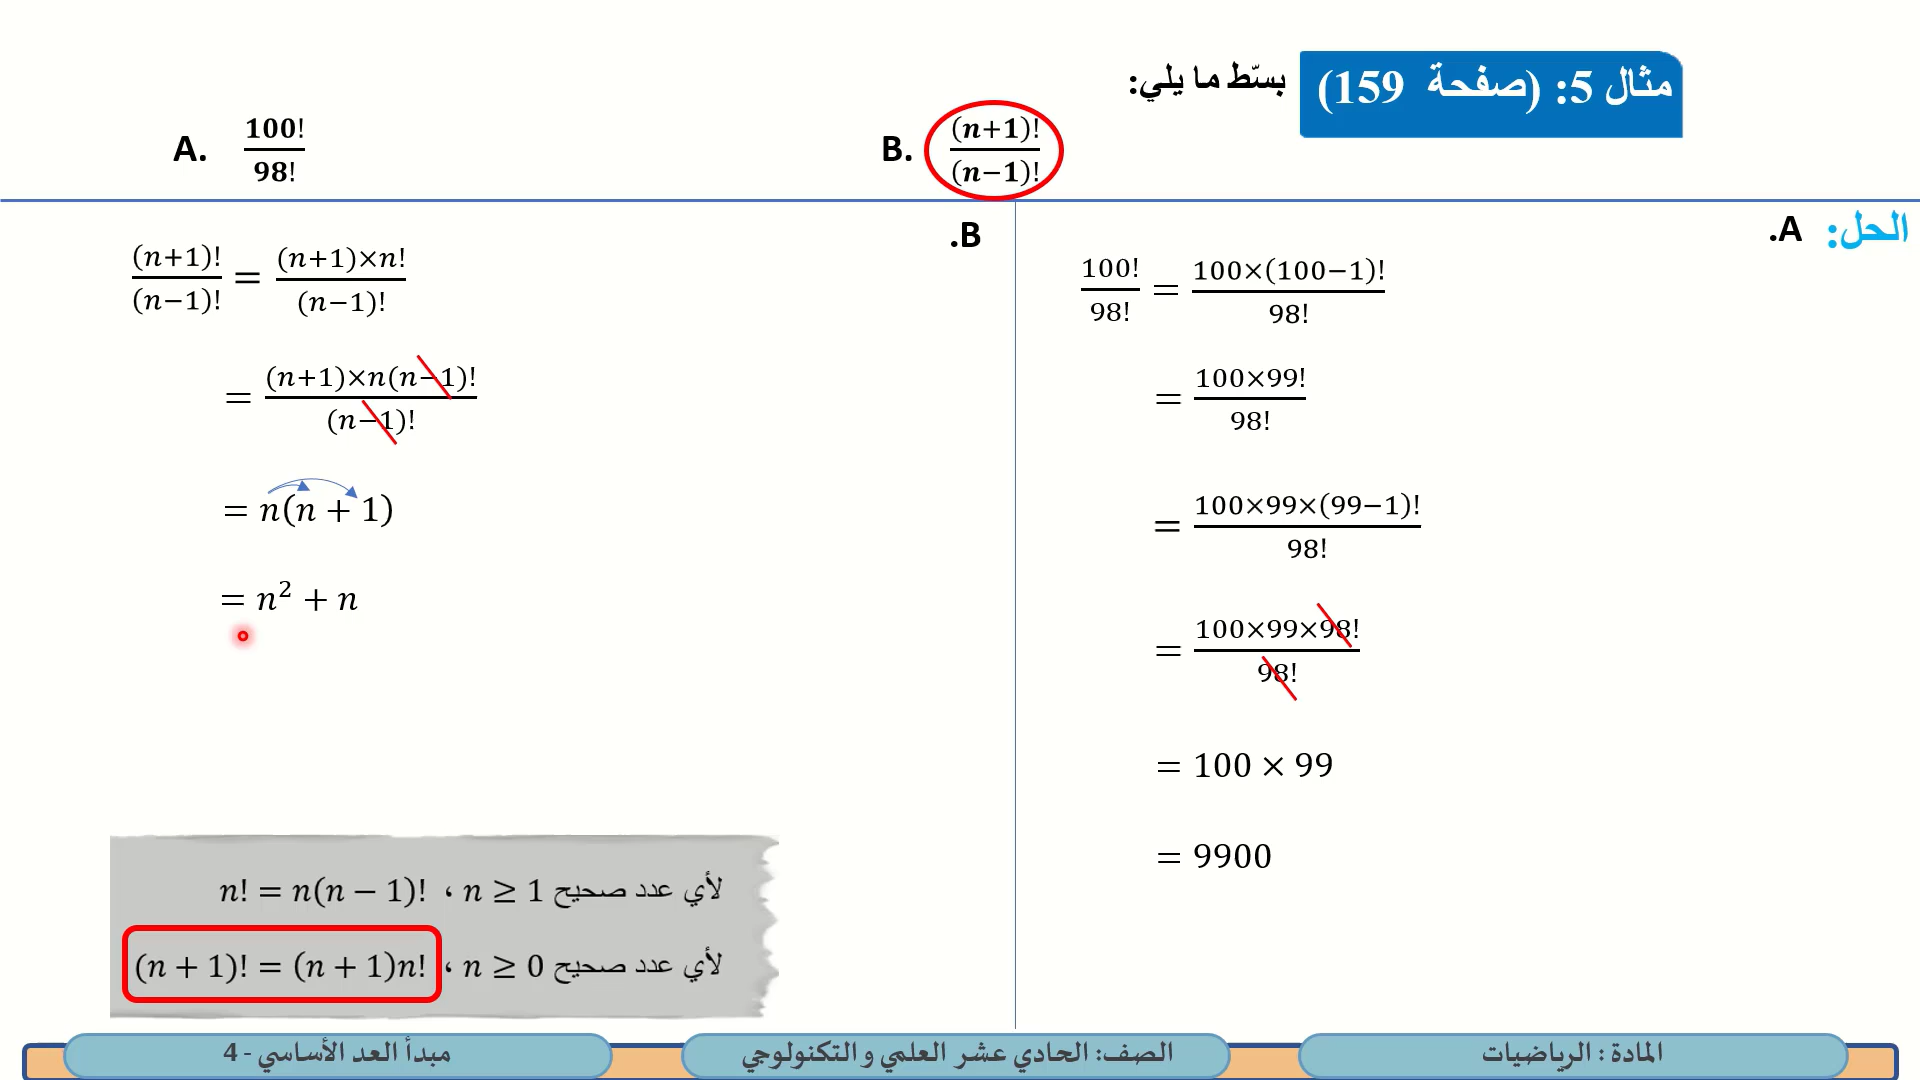 مثال 5: (صفحة 159) بسّط ما يلي:
A. 100!/98!
B. (n+1)!/(n−1)!
الحل:
A.
100!/98! = 100×(100−1)!/98!
= 100×99!/98!
= 100×99×(99−1)!/98!
= 100×99×98!/98!
= 100 × 99
= 9900
B.
(n+1)!/(n−1)! = (n+1)×n!/(n−1)!
= (n+1)×n(n−1)!/(n−1)!
= n(n + 1)
= n² + n
لأي عدد صحيح n ≥ 1 ، n! = n(n − 1)!
لأي عدد صحيح n ≥ 0 ، (n + 1)! = (n + 1)n!
المادة : الرياضيات
الصف: الحادي عشر العلمي و التكنولوجي
مبدأ العد الأساسي - 4